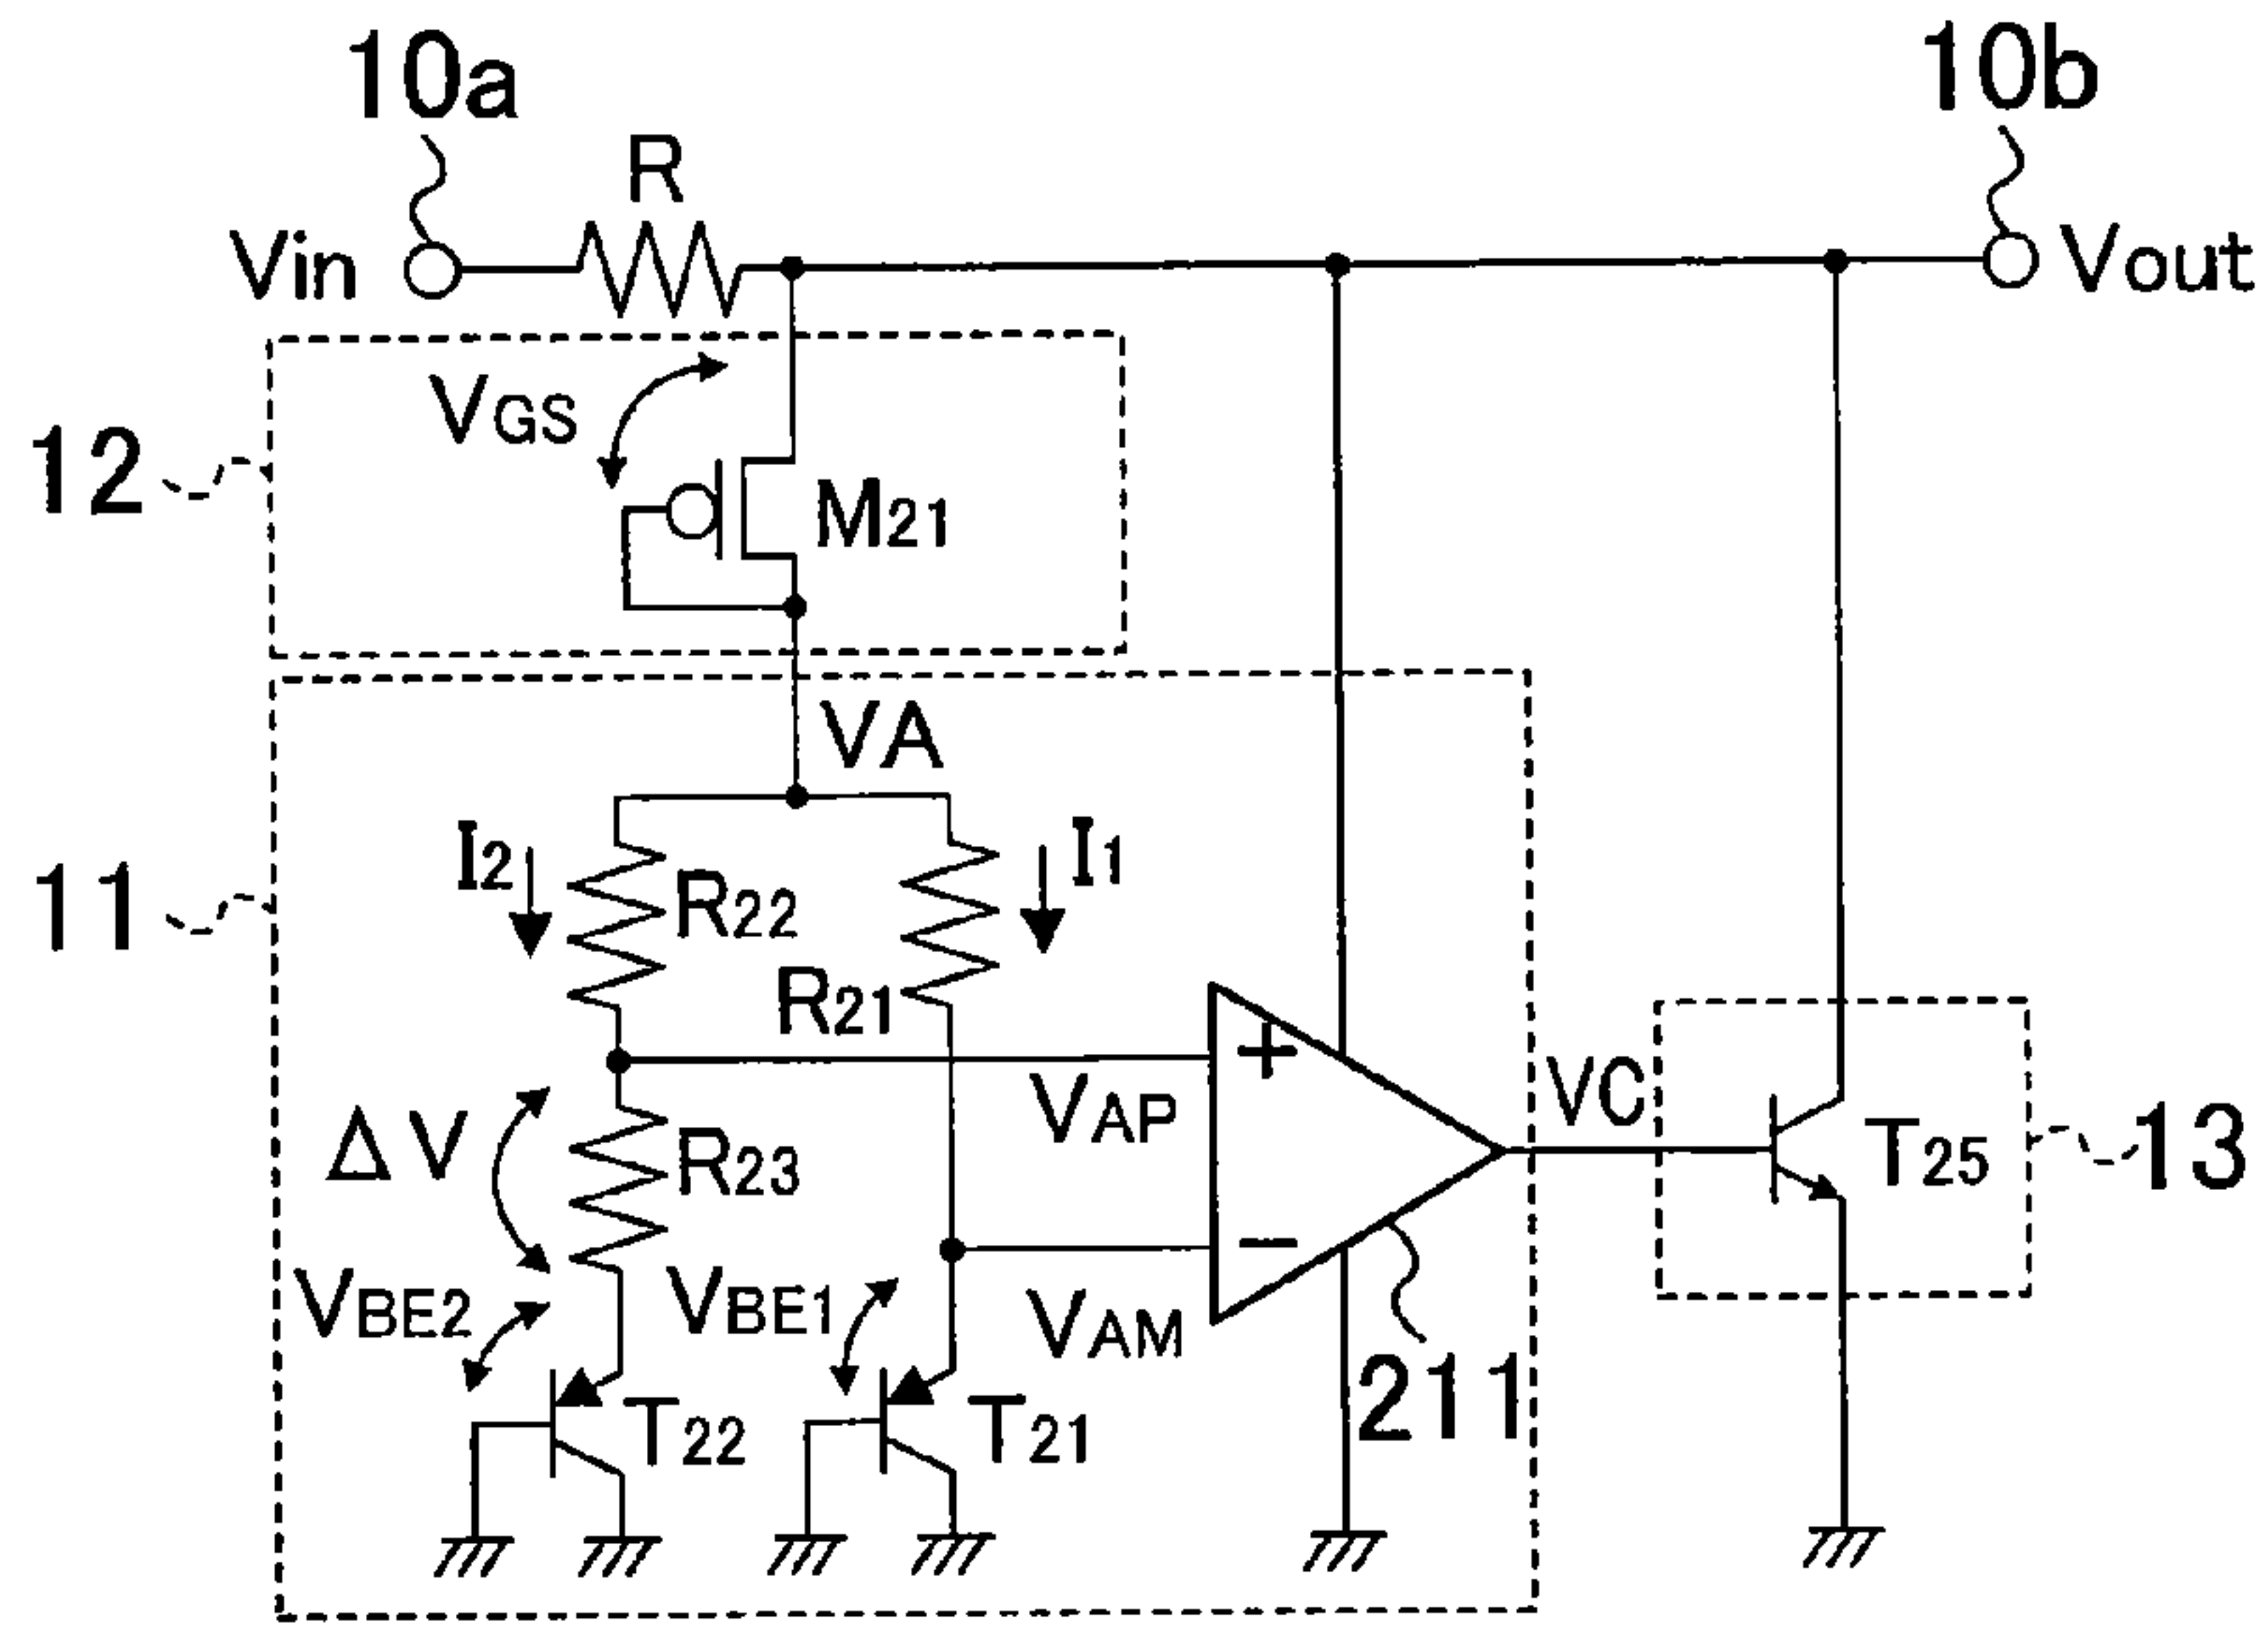 10a
10b
R
Vin
Vout
VGS
12
M21
VA
I2
I1
R22
11
R21
+
VAP
VC
ΔV
R23
T25
13
VBE2
VBE1
−
VAM
211
T22
T21